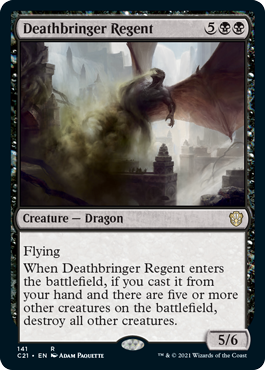 Deathbringer Regent 5
Creature — Dragon
Flying
When Deathbringer Regent enters
the battlefield, if you cast it from
your hand and there are five or more
other creatures on the battlefield,
destroy all other creatures.
5/6
141 R
C21 • EN Adam Paquette
™ & © 2021 Wizards of the Coast